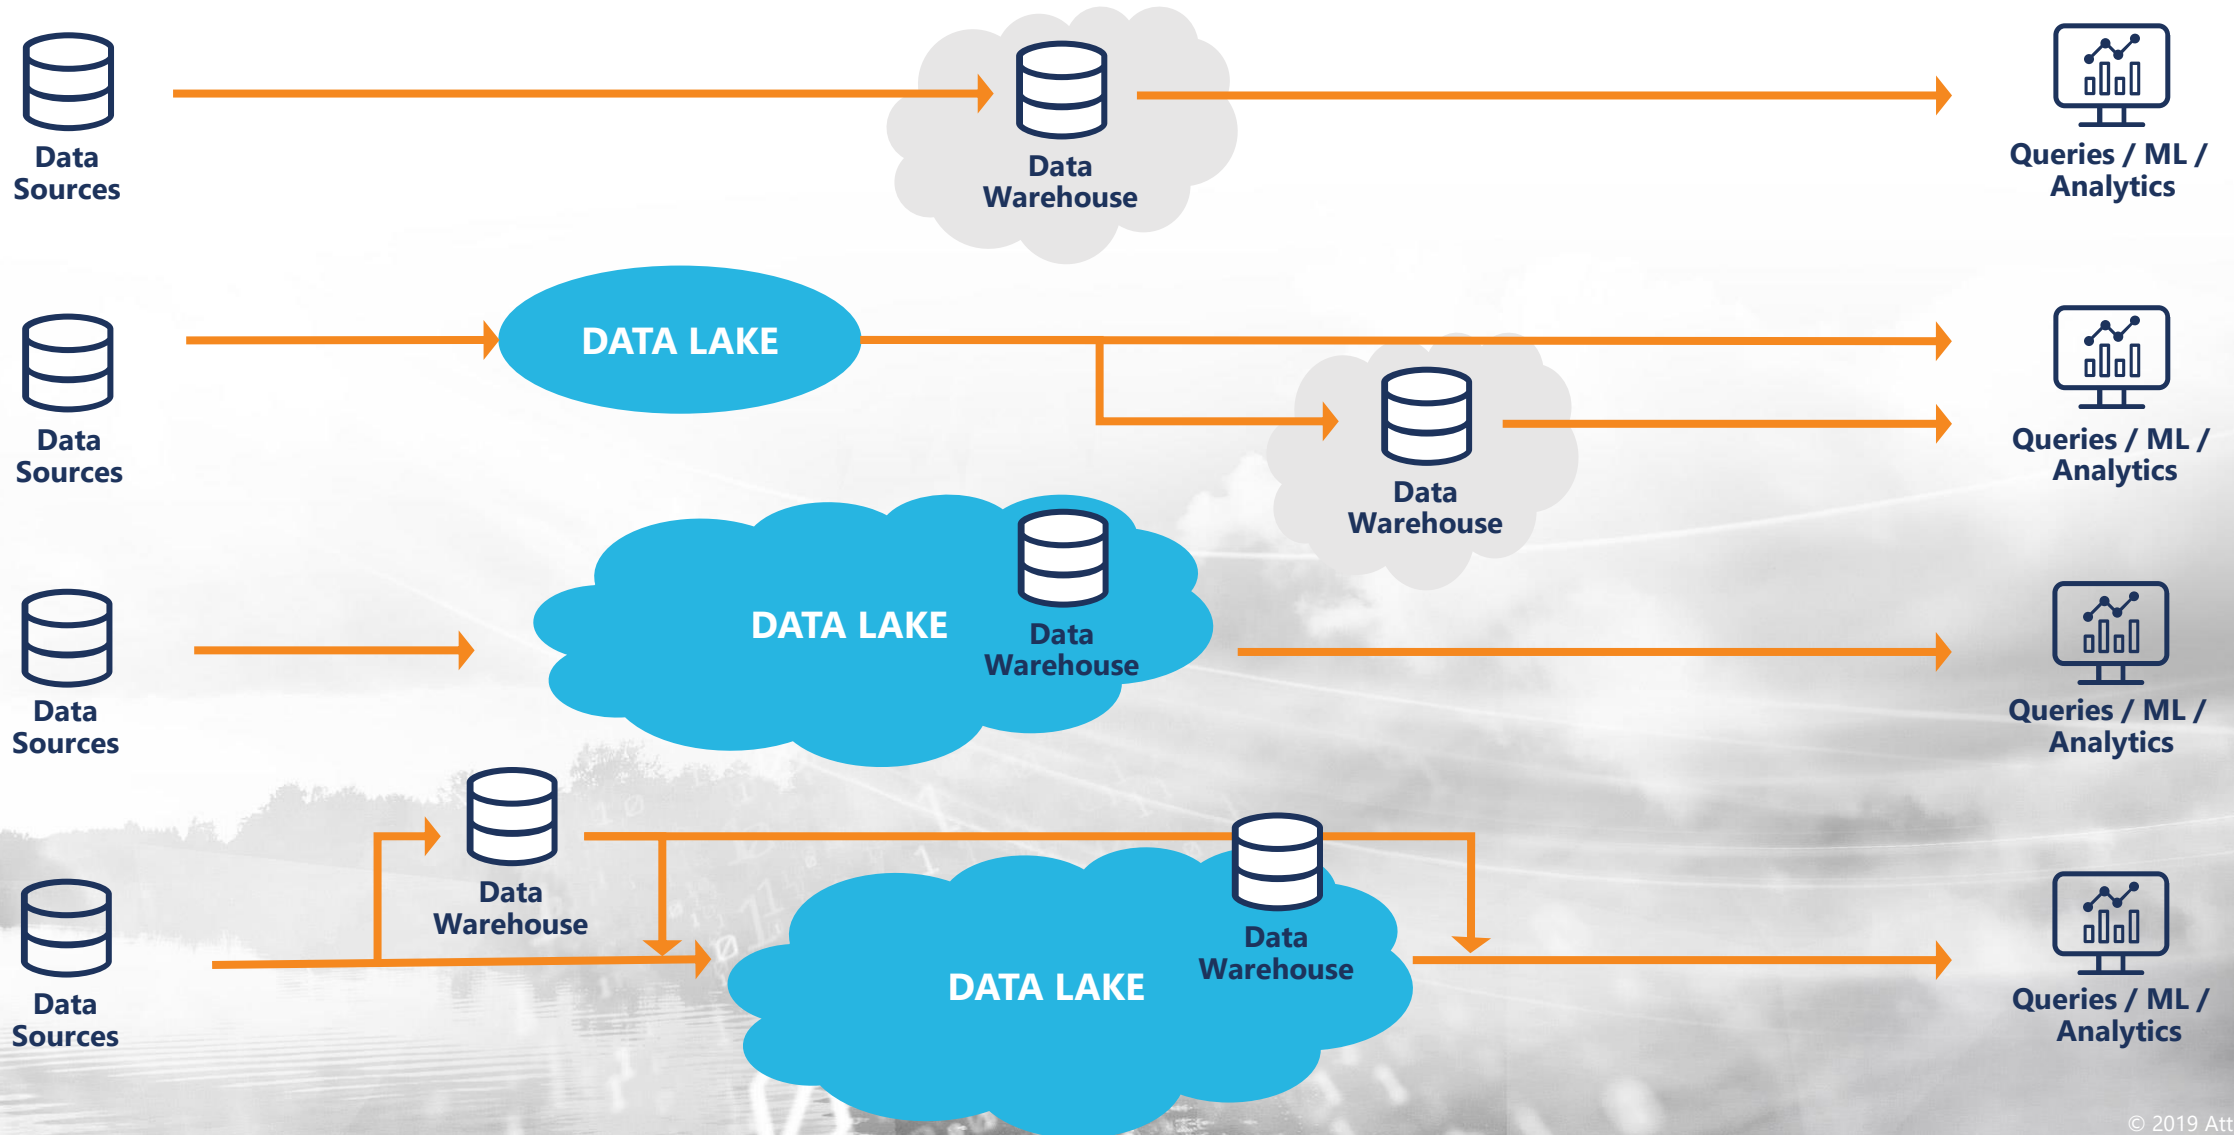 Data
Sources
Data
Warehouse
Queries / ML /
Analytics
Data
Sources
DATA LAKE
Data
Warehouse
Queries / ML /
Analytics
Data
Sources
DATA LAKE
Data
Warehouse
Queries / ML /
Analytics
Data
Sources
Data
Warehouse
DATA LAKE
Data
Warehouse
Queries / ML /
Analytics
© 2019 Att